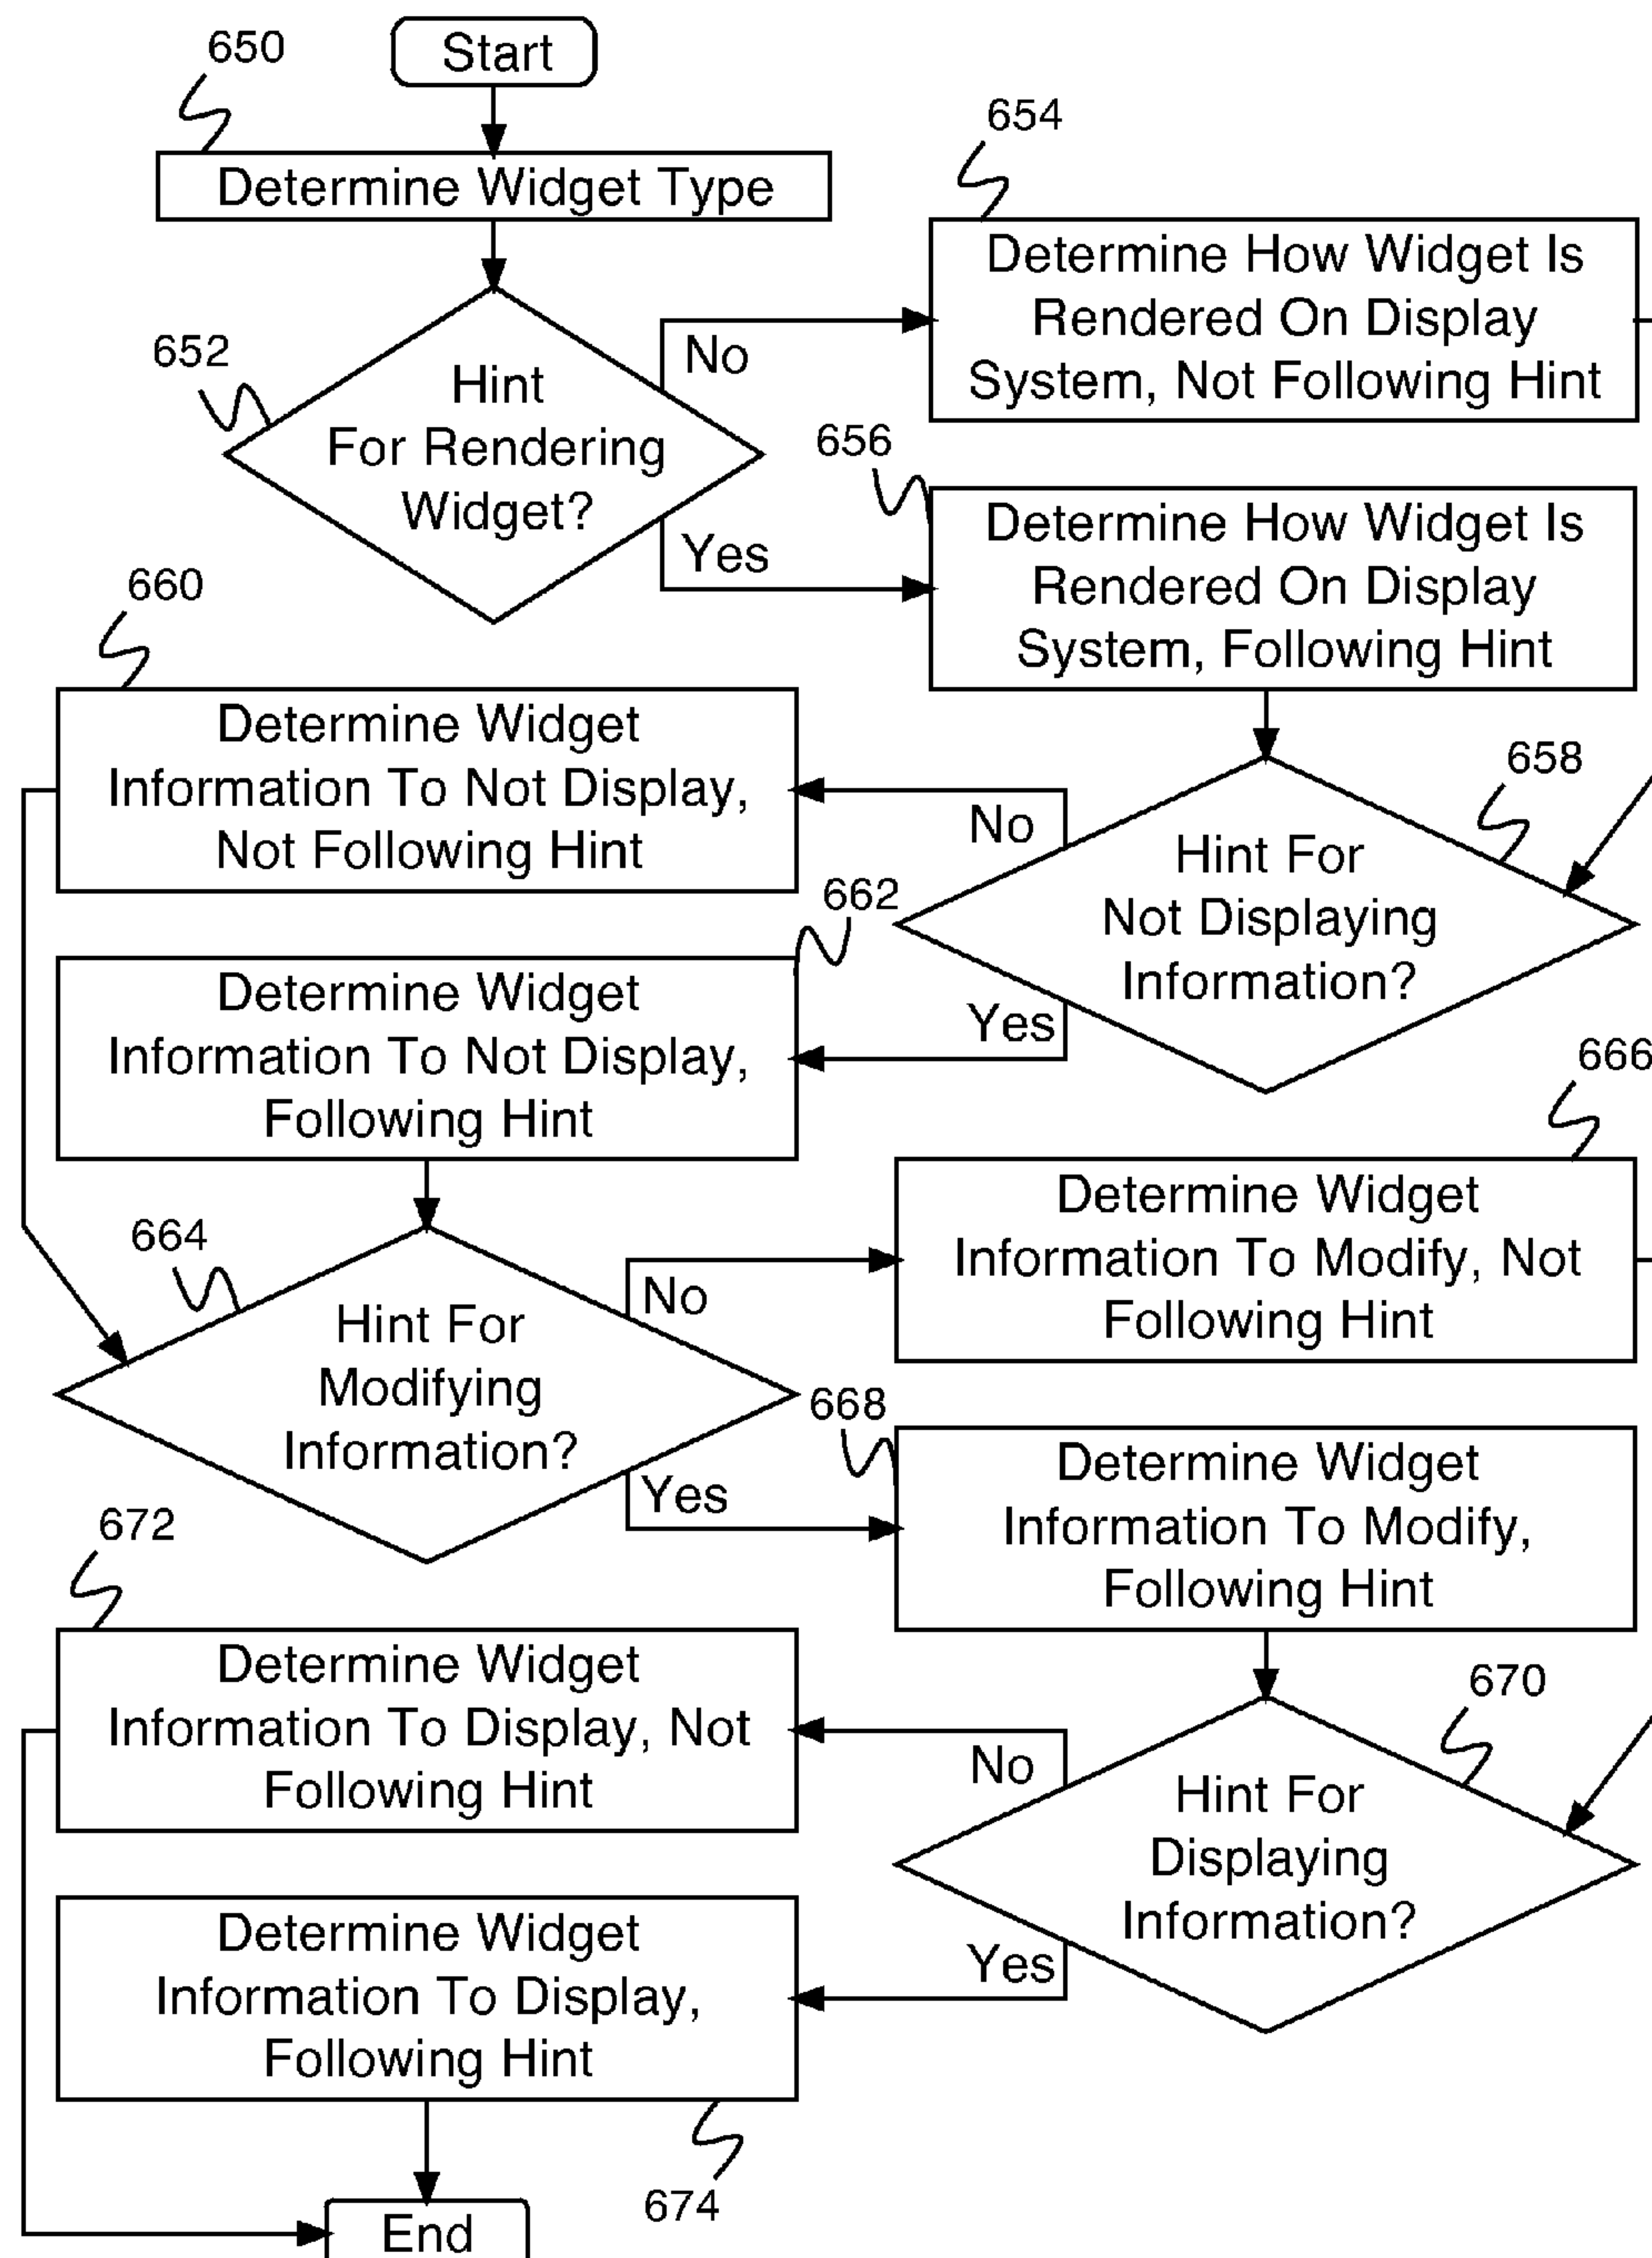 650
Start
Determine Widget Type
654
Determine How Widget Is
Rendered On Display
System, Not Following Hint
652
Hint
For Rendering
Widget?
No
Yes
656
Determine How Widget Is
Rendered On Display
System, Following Hint
660
Determine Widget
Information To Not Display,
Not Following Hint
658
Hint For
Not Displaying
Information?
No
Yes
662
Determine Widget
Information To Not Display,
Following Hint
666
Determine Widget
Information To Modify, Not
Following Hint
664
Hint For
Modifying
Information?
No
Yes
668
Determine Widget
Information To Modify,
Following Hint
672
Determine Widget
Information To Display, Not
Following Hint
670
Hint For
Displaying
Information?
No
Yes
Determine Widget
Information To Display,
Following Hint
674
End